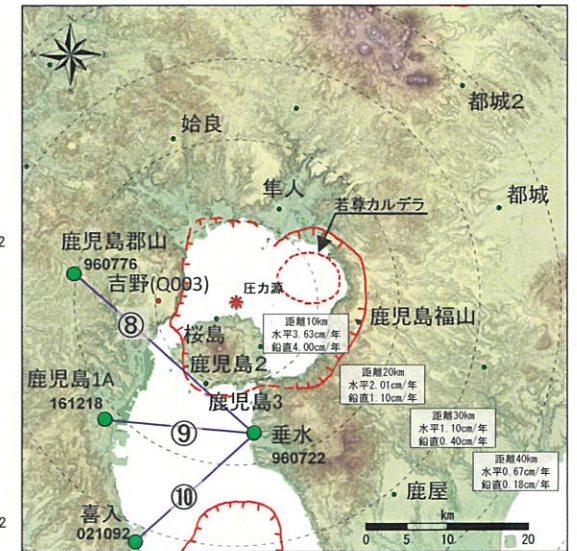 都城2
姶良
隼人
若尊カルデラ
都城
2
鹿児島郡山
960776
吉野(Q093)
圧力源
⑧
桜島
距離10km
水平3.63cm/年
鉛直4.00cm/年
鹿児島福山
鹿児島2
距離20km
水平2.01cm/年
鉛直1.10cm/年
鹿児島1A
161218
鹿児島3
⑨
垂水
960722
距離30km
水平1.10cm/年
鉛直0.40cm/年
距離40km
水平0.67cm/年
鉛直0.18cm/年
⑩
鹿屋
喜入
021092
2
km
0 5 10 20